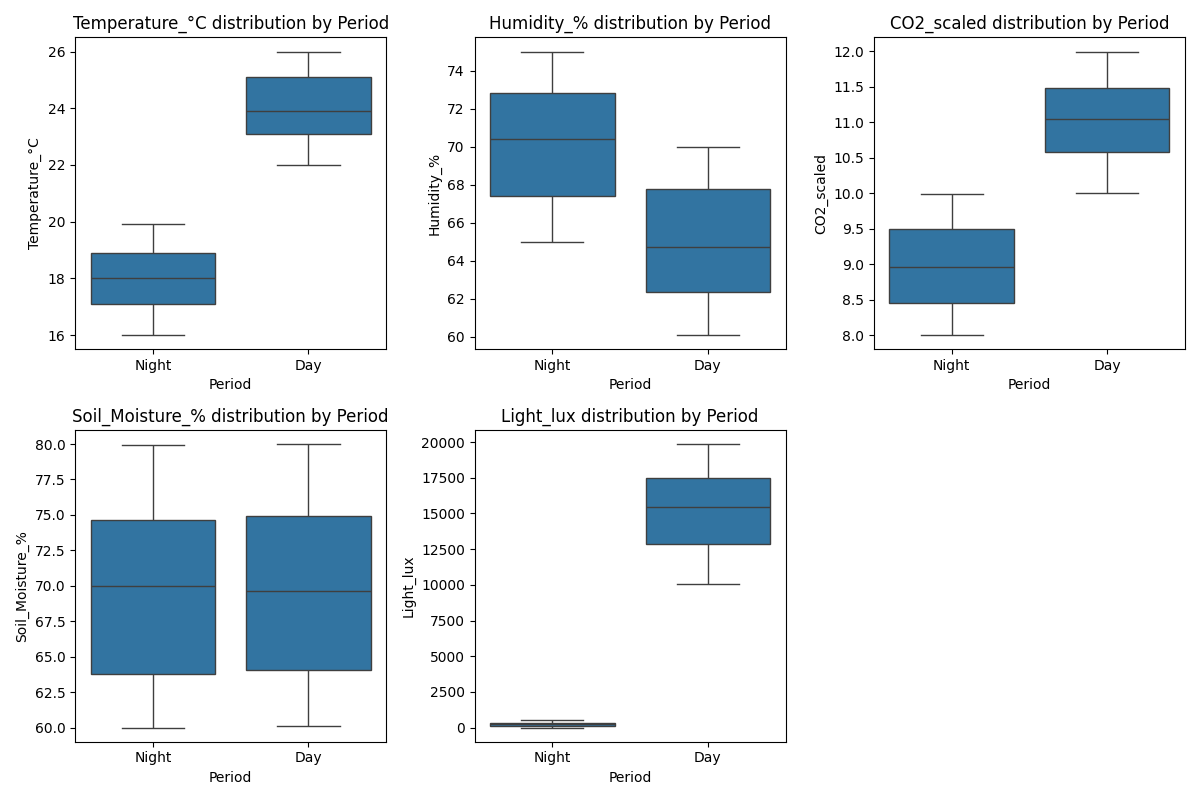 Temperature_°C distribution by Period
Temperature_°C
26
24
22
20
18
16
Night
Day
Period
Humidity_% distribution by Period
Humidity_%
74
72
70
68
66
64
62
60
Night
Day
Period
CO2_scaled distribution by Period
CO2_scaled
12.0
11.5
11.0
10.5
10.0
9.5
9.0
8.5
8.0
Night
Day
Period
Soil_Moisture_% distribution by Period
Soil_Moisture_%
80.0
77.5
75.0
72.5
70.0
67.5
65.0
62.5
60.0
Night
Day
Period
Light_lux distribution by Period
Light_lux
20000
17500
15000
12500
10000
7500
5000
2500
0
Night
Day
Period